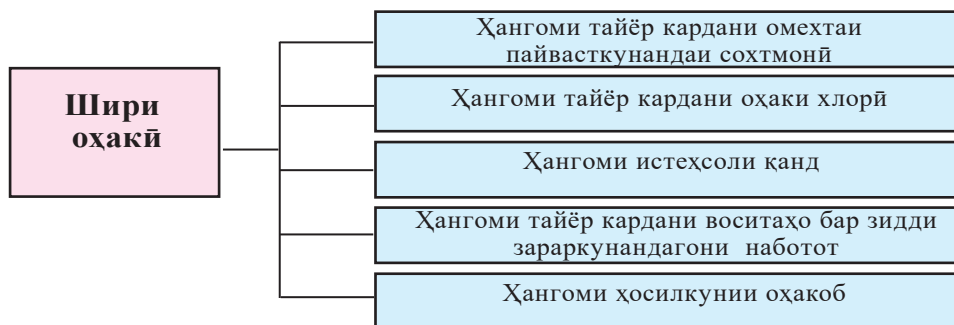 Шири
оҳакӣ
Ҳангоми тайёр кардани омехтаи
пайвасткунандаи сохтмонӣ
Ҳангоми тайёр кардани оҳаки хлорӣ
Ҳангоми истеҳсоли қанд
Ҳангоми тайёр кардани воситаҳо бар зидди
зараркунандагони наботот
Ҳангоми ҳосилкунии оҳакоб